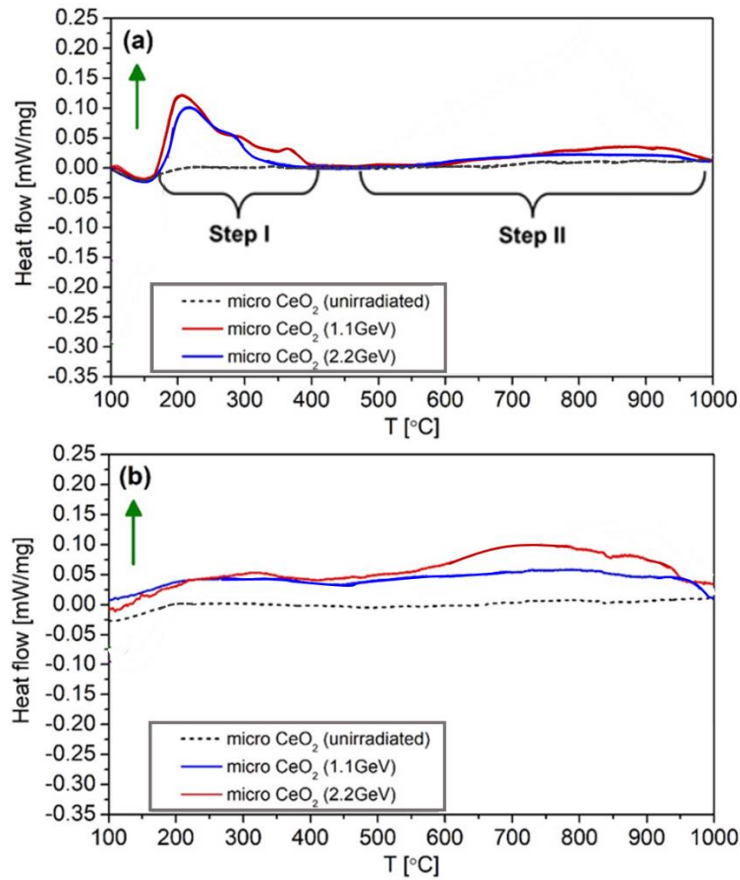 (a)
Heat flow [mW/mg]
0.25
0.20
0.15
0.10
0.05
0.00
-0.05
-0.10
-0.15
-0.20
-0.25
-0.30
-0.35
Step I
Step II
micro CeO₂ (unirradiated)
micro CeO₂ (1.1GeV)
micro CeO₂ (2.2GeV)
100 200 300 400 500 600 700 800 900 1000
T [°C]
(b)
Heat flow [mW/mg]
0.25
0.20
0.15
0.10
0.05
0.00
-0.05
-0.10
-0.15
-0.20
-0.25
-0.30
-0.35
micro CeO₂ (unirradiated)
micro CeO₂ (1.1GeV)
micro CeO₂ (2.2GeV)
100 200 300 400 500 600 700 800 900 1000
T [°C]